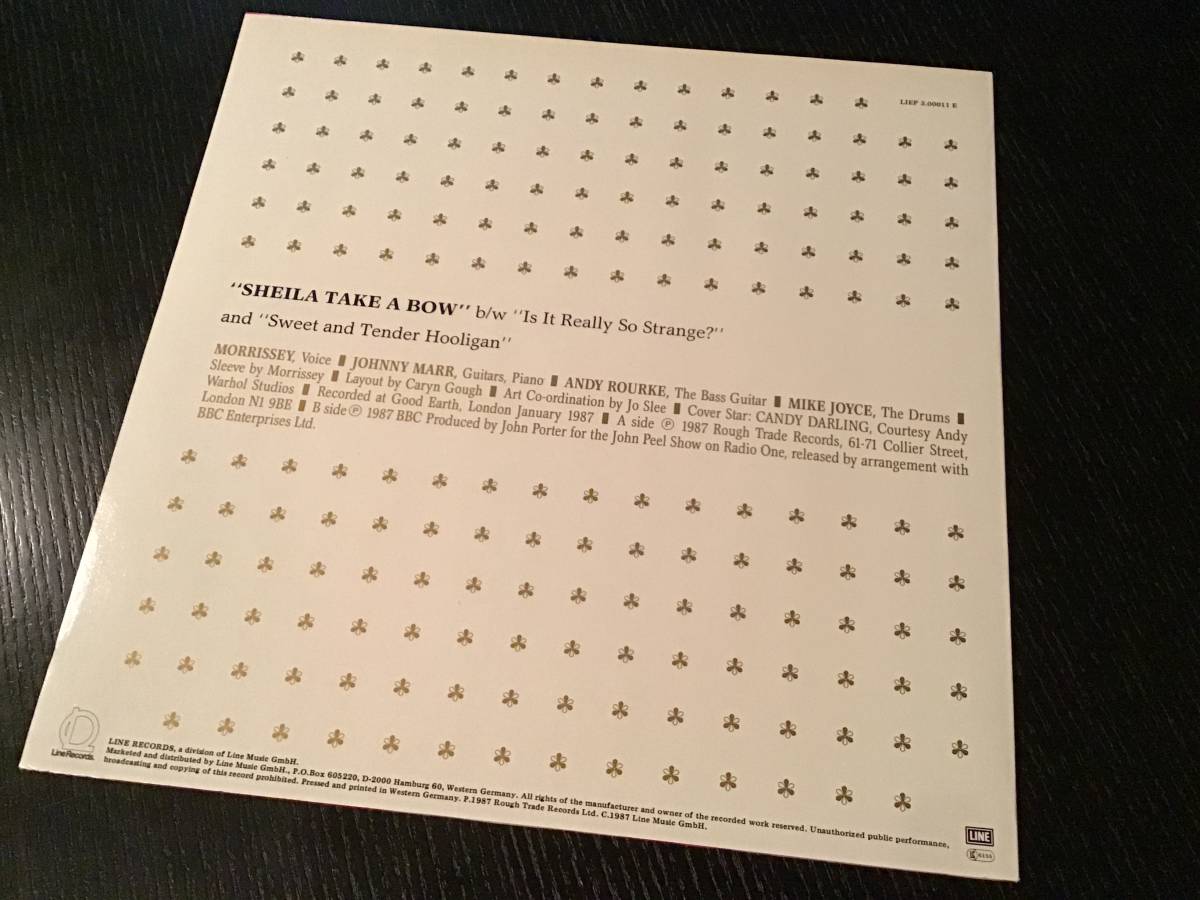 LIEP 3.00011 E
"SHEILA TAKE A BOW" b/w "Is It Really So Strange?"
and "Sweet and Tender Hooligan"
MORRISSEY, Voice ▮ JOHNNY MARR, Guitars, Piano ▮ ANDY ROURKE, The Bass Guitar ▮ MIKE JOYCE, The Drums ▮
Sleeve by Morrissey ▮ Layout by Caryn Gough ▮ Art Co-ordination by Jo Slee ▮ Cover Star: CANDY DARLING, Courtesy Andy
Warhol Studios ▮ Recorded at Good Earth, London January 1987 ▮ A side ℗ 1987 Rough Trade Records, 61-71 Collier Street,
London N1 9BE ▮ B side ℗ 1987 BBC Produced by John Porter for the John Peel Show on Radio One, released by arrangement with
BBC Enterprises Ltd.
Line Records
LINE RECORDS, a division of Line Music GmbH.
Marketed and distributed by Line Music GmbH., P.O.Box 605220, D-2000 Hamburg 60, Western Germany. All rights of the manufacturer and owner of the recorded work reserved. Unauthorized public performance,
broadcasting and copying of this record prohibited. Pressed and printed in Western Germany. P.1987 Rough Trade Records Ltd. C.1987 Line Music GmbH.
LINE